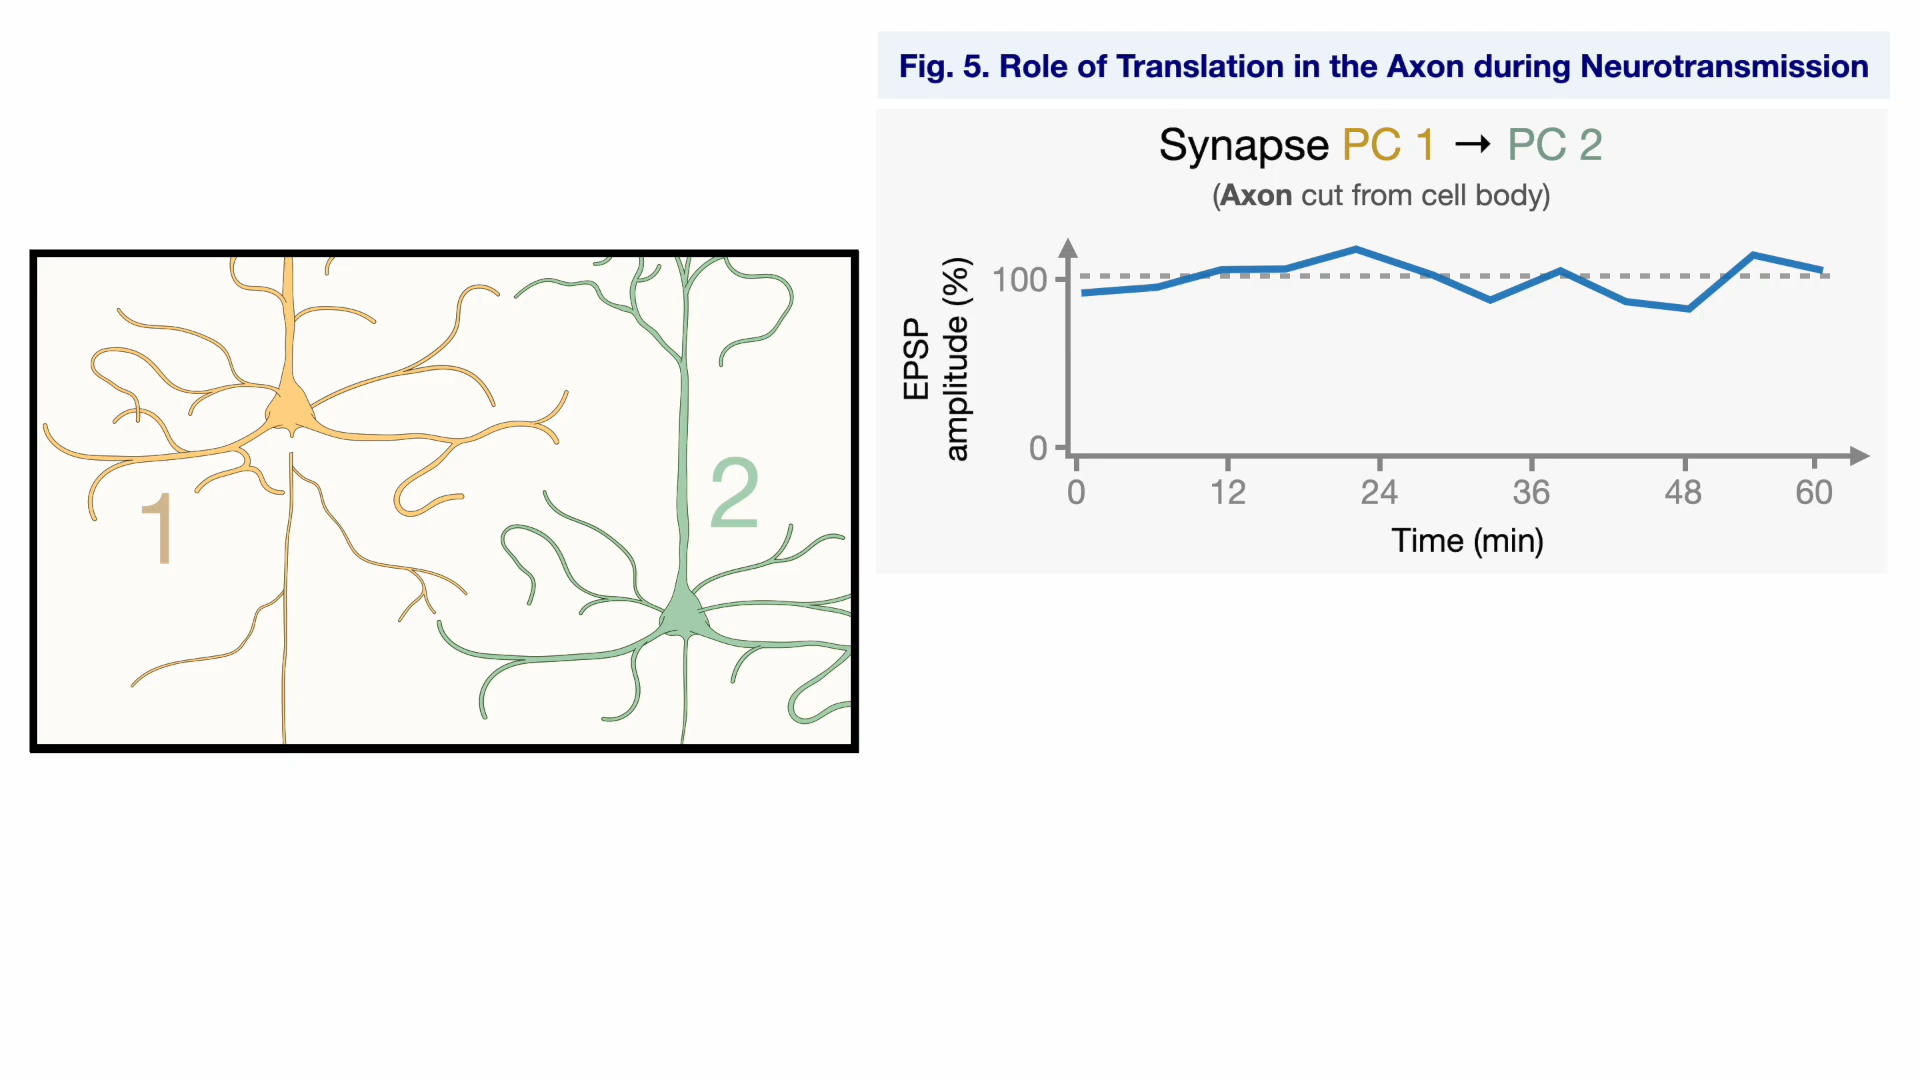 Fig. 5. Role of Translation in the Axon during Neurotransmission
Synapse PC 1 → PC 2
(Axon cut from cell body)
EPSP
amplitude (%)
100
0
0 12 24 36 48 60
Time (min)
1
2